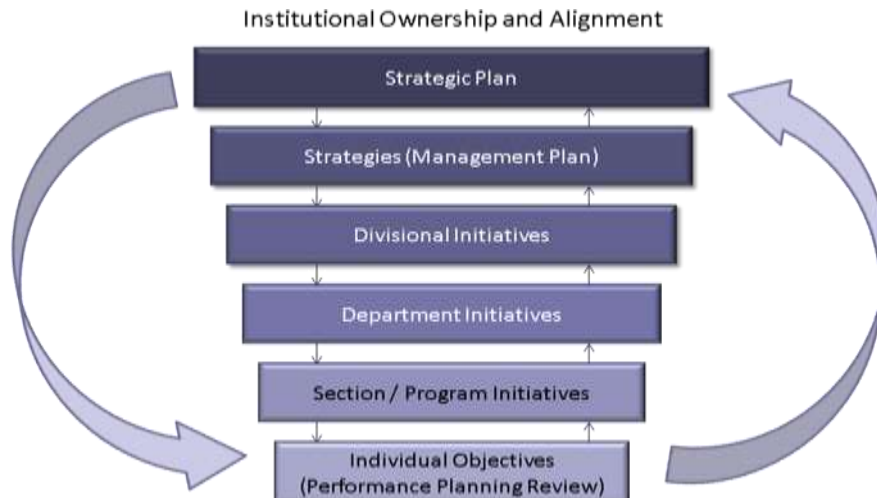 Institutional Ownership and Alignment
Strategic Plan
Strategies (Management Plan)
Divisional Initiatives
Department Initiatives
Section / Program Initiatives
Individual Objectives
(Performance Planning Review)